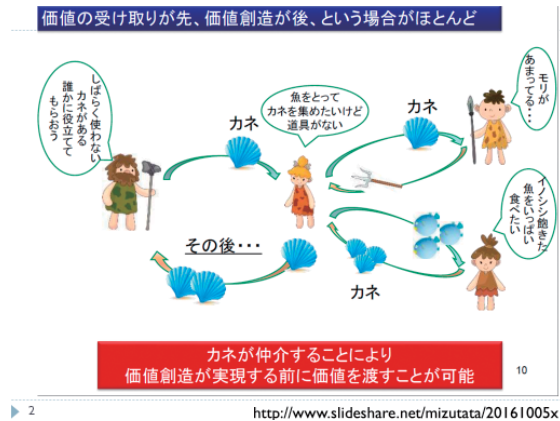 価値の受け取りが先、価値創造が後、という場合がほとんど
しばらく使わない
カネがある
誰かに役立てて
もらおう
カネ
魚をとって
カネを集めたいけど
道具がない
カネ
モリが
あまってる・・・
イノシシ飽きた
魚をいっぱい
食べたい
その後・・・
カネ
カネが仲介することにより
価値創造が実現する前に価値を渡すことが可能
10
2
http://www.slideshare.net/mizutata/20161005x